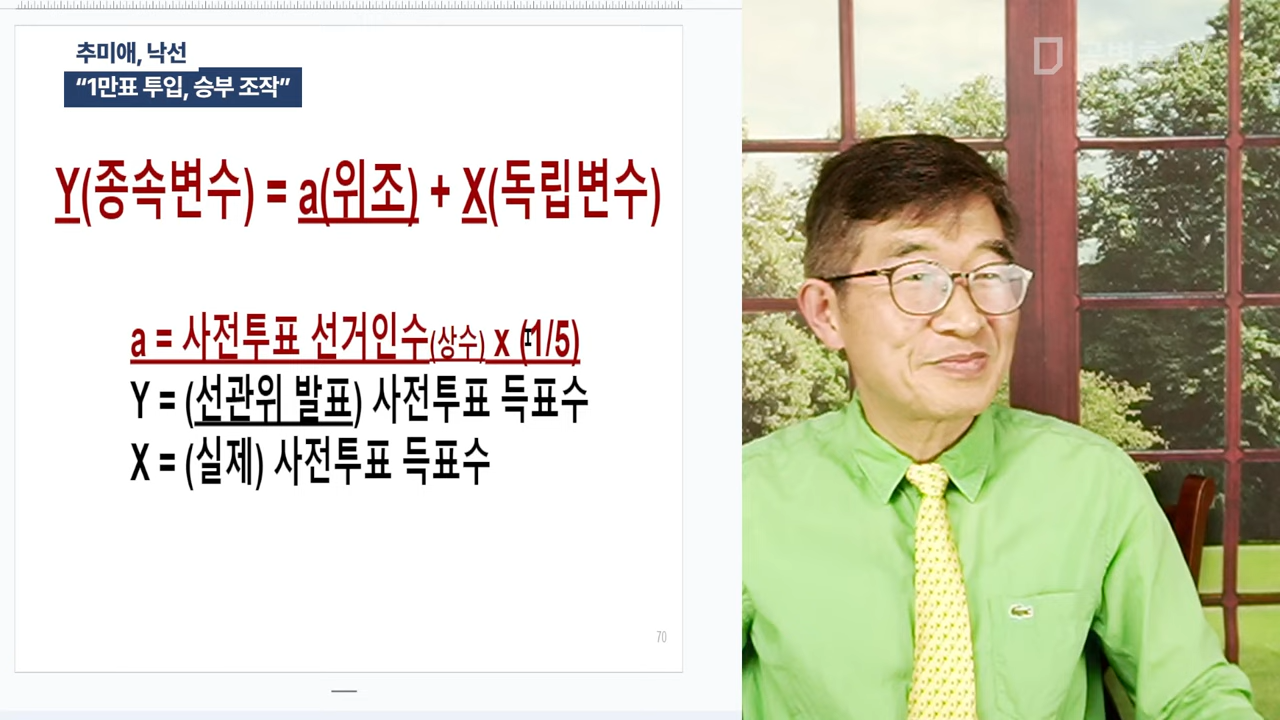 추미애, 낙선
“1만표 투입, 승부 조작”
Y(종속변수) = a(위조) + X(독립변수)
a = 사전투표 선거인수(상수) x (1/5)
Y = (선관위 발표) 사전투표 득표수
X = (실제) 사전투표 득표수
70